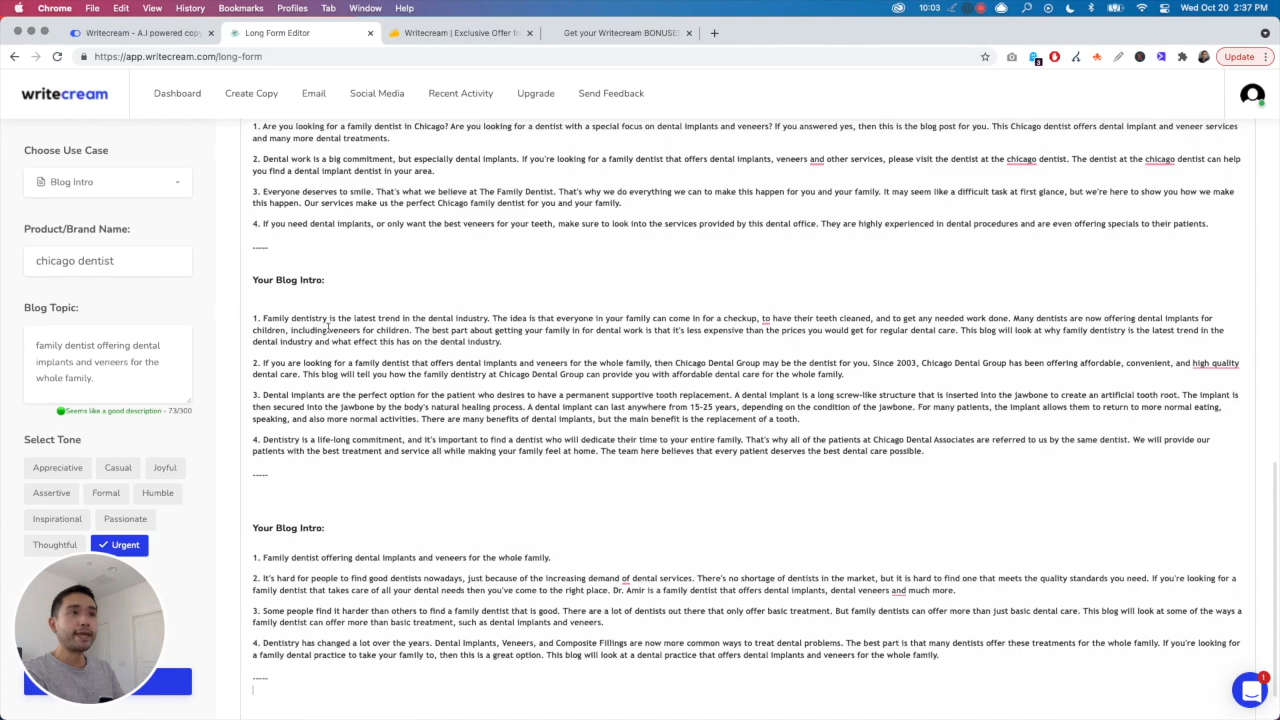 Chrome File Edit View History Bookmarks Profiles Tab Window Help 10:03 Wed Oct 20 2:37 PM
Writecream - A.I powered copy Long Form Editor Writecream | Exclusive Offer fr Get your Writecream BONUSES
https://app.writecream.com/long-form 3 Update
writecream Dashboard Create Copy Email Social Media Recent Activity Upgrade Send Feedback
Choose Use Case
Blog Intro
Product/Brand Name:
chicago dentist
Blog Topic:
family dentist offering dental
implants and veneers for the
whole family.
Seems like a good description - 73/300
Select Tone
Appreciative Casual Joyful
Assertive Formal Humble
Inspirational Passionate
Thoughtful Urgent
1. Are you looking for a family dentist in Chicago? Are you looking for a dentist with a special focus on dental implants and veneers? If you answered yes, then this is the blog post for you. This Chicago dentist offers dental implant and veneer services
and many more dental treatments.
2. Dental work is a big commitment, but especially dental implants. If you're looking for a family dentist that offers dental implants, veneers and other services, please visit the dentist at the chicago dentist. The dentist at the chicago dentist can help
you find a dental implant dentist in your area.
3. Everyone deserves to smile. That's what we believe at The Family Dentist. That's why we do everything we can to make this happen for you and your family. It may seem like a difficult task at first glance, but we're here to show you how we make
this happen. Our services make us the perfect Chicago family dentist for you and your family.
4. If you need dental implants, or only want the best veneers for your teeth, make sure to look into the services provided by this dental office. They are highly experienced in dental procedures and are even offering specials to their patients.
-----
Your Blog Intro:
1. Family dentistry is the latest trend in the dental industry. The idea is that everyone in your family can come in for a checkup, to have their teeth cleaned, and to get any needed work done. Many dentists are now offering dental implants for
children, including veneers for children. The best part about getting your family in for dental work is that it's less expensive than the prices you would get for regular dental care. This blog will look at why family dentistry is the latest trend in the
dental industry and what effect this has on the dental industry.
2. If you are looking for a family dentist that offers dental implants and veneers for the whole family, then Chicago Dental Group may be the dentist for you. Since 2003, Chicago Dental Group has been offering affordable, convenient, and high quality
dental care. This blog will tell you how the family dentistry at Chicago Dental Group can provide you with affordable dental care for the whole family.
3. Dental implants are the perfect option for the patient who desires to have a permanent supportive tooth replacement. A dental implant is a long screw-like structure that is inserted into the jawbone to create an artificial tooth root. The implant is
then secured into the jawbone by the body's natural healing process. A dental implant can last anywhere from 15-25 years, depending on the condition of the jawbone. For many patients, the implant allows them to return to more normal eating,
speaking, and also more normal activities. There are many benefits of dental implants, but the main benefit is the replacement of a tooth.
4. Dentistry is a life-long commitment, and it's important to find a dentist who will dedicate their time to your entire family. That's why all of the patients at Chicago Dental Associates are referred to us by the same dentist. We will provide our
patients with the best treatment and service all while making your family feel at home. The team here believes that every patient deserves the best dental care possible.
-----
Your Blog Intro:
1. Family dentist offering dental implants and veneers for the whole family.
2. It's hard for people to find good dentists nowadays, just because of the increasing demand of dental services. There's no shortage of dentists in the market, but it is hard to find one that meets the quality standards you need. If you're looking for a
family dentist that takes care of all your dental needs then you've come to the right place. Dr. Amir is a family dentist that offers dental implants, dental veneers and much more.
3. Some people find it harder than others to find a family dentist that is good. There are a lot of dentists out there that only offer basic treatment. But family dentists can offer more than just basic dental care. This blog will look at some of the ways a
family dentist can offer more than basic treatment, such as dental implants and veneers.
4. Dentistry has changed a lot over the years. Dental Implants, Veneers, and Composite Fillings are now more common ways to treat dental problems. The best part is that many dentists offer these treatments for the whole family. If you're looking for
a family dental practice to take your family to, then this is a great option. This blog will look at a dental practice that offers dental implants and veneers for the whole family.
-----
1